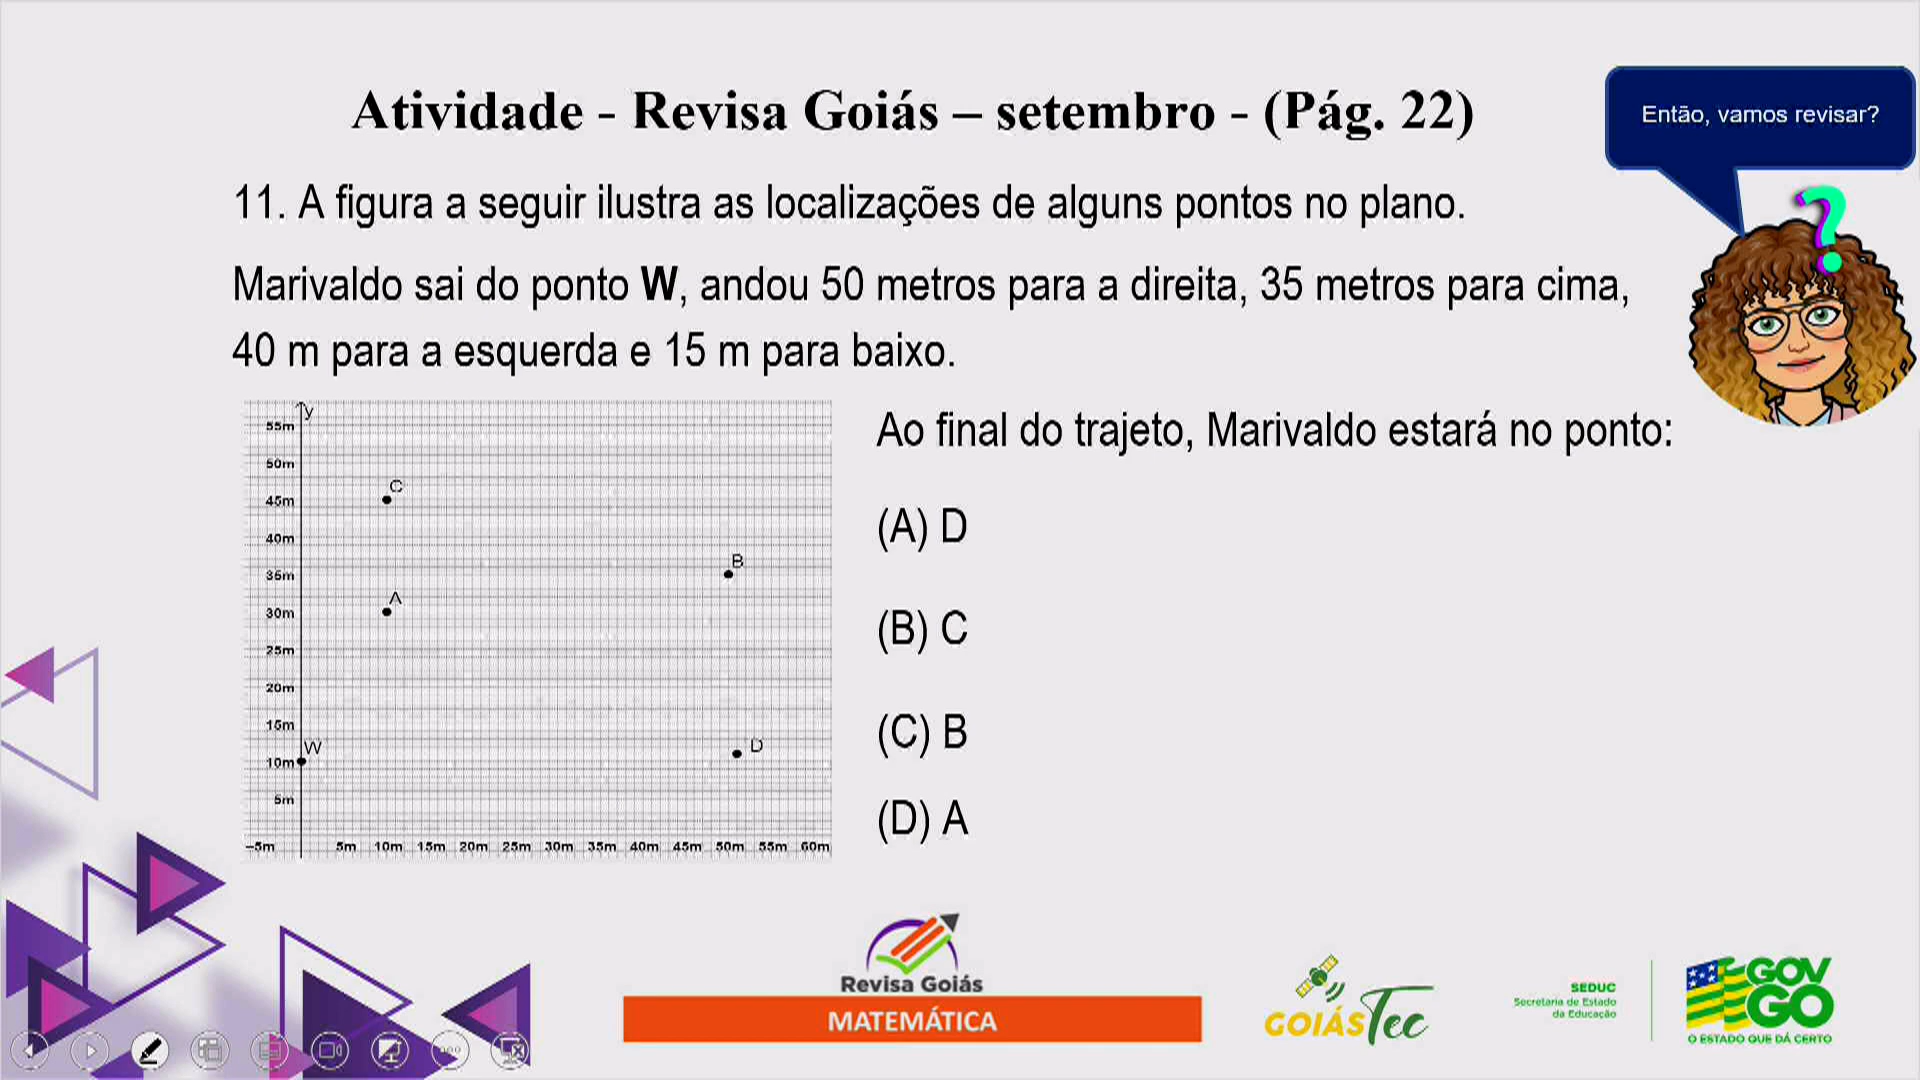 Atividade - Revisa Goiás – setembro - (Pág. 22)
Então, vamos revisar?
11. A figura a seguir ilustra as localizações de alguns pontos no plano.
Marivaldo sai do ponto W, andou 50 metros para a direita, 35 metros para cima,
40 m para a esquerda e 15 m para baixo.
y
55m
50m
45m
40m
35m
30m
25m
20m
15m
10m
5m
C
B
A
W
D
–5m 5m 10m 15m 20m 25m 30m 35m 40m 45m 50m 55m 60m
Ao final do trajeto, Marivaldo estará no ponto:
(A) D
(B) C
(C) B
(D) A
Revisa Goiás
MATEMÁTICA
GOIÁS Tec
SEDUC
Secretaria de Estado
da Educação
GOV
GO
O ESTADO QUE DÁ CERTO